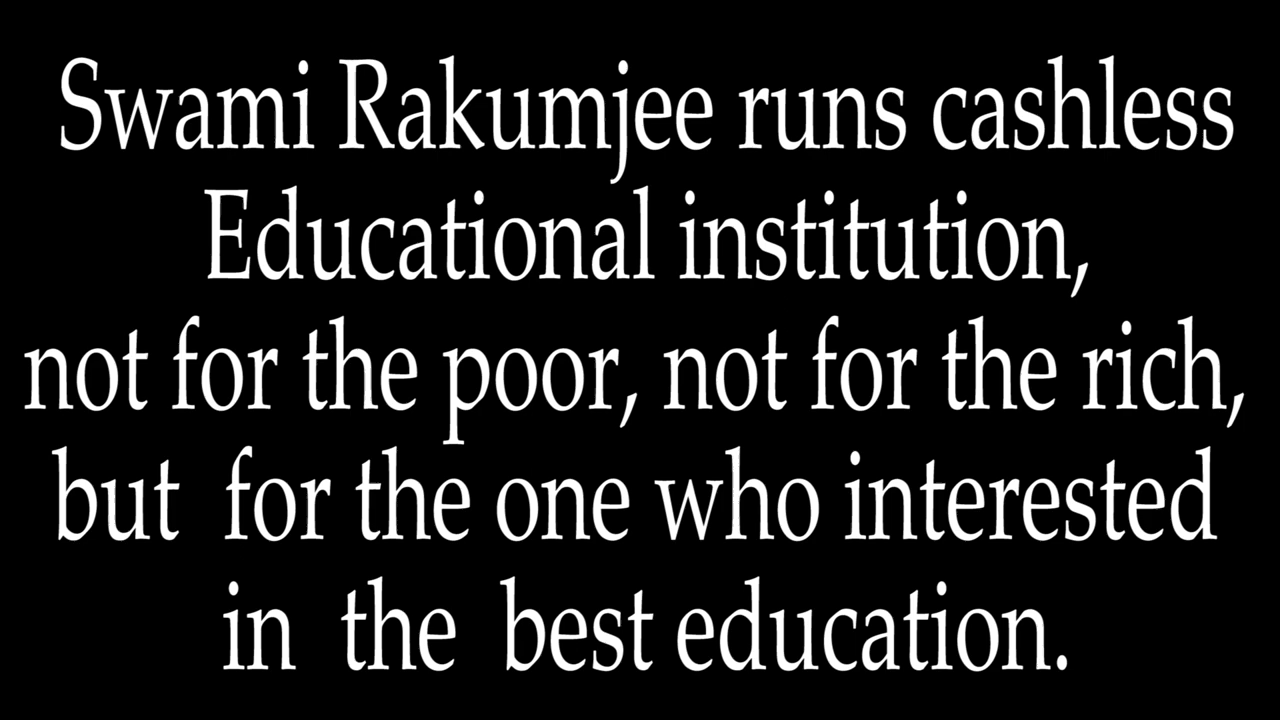 Swami Rakumjee runs cashless
Educational institution,
not for the poor, not for the rich,
but for the one who interested
in the best education.